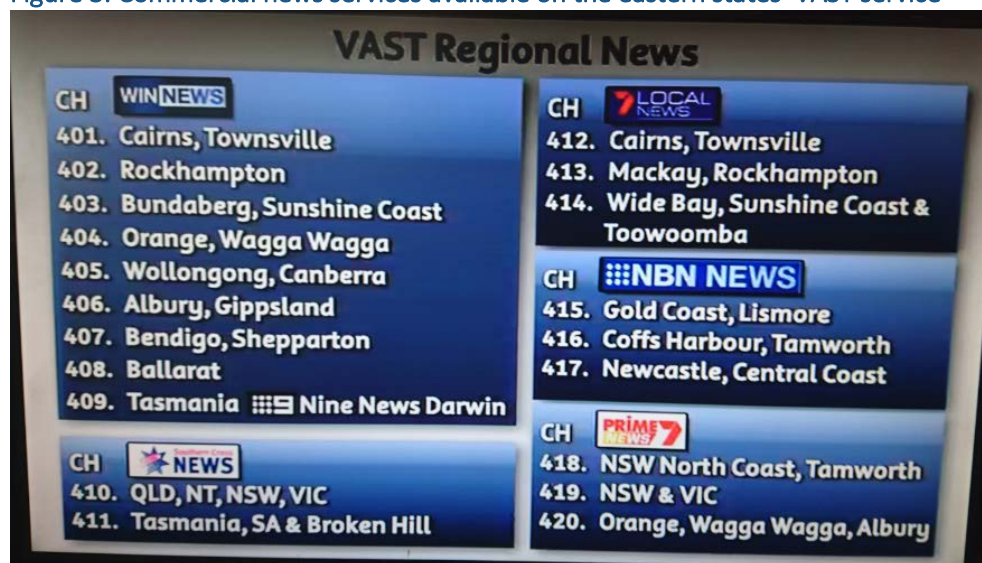 Figure 3: Commercial news services available on the eastern states' VAST service
VAST Regional News
CH WIN NEWS
401. Cairns, Townsville
402. Rockhampton
403. Bundaberg, Sunshine Coast
404. Orange, Wagga Wagga
405. Wollongong, Canberra
406. Albury, Gippsland
407. Bendigo, Shepparton
408. Ballarat
409. Tasmania 9 Nine News Darwin
CH Southern Cross NEWS
410. QLD, NT, NSW, VIC
411. Tasmania, SA & Broken Hill
CH 7 LOCAL NEWS
412. Cairns, Townsville
413. Mackay, Rockhampton
414. Wide Bay, Sunshine Coast &
Toowoomba
CH NBN NEWS
415. Gold Coast, Lismore
416. Coffs Harbour, Tamworth
417. Newcastle, Central Coast
CH PRIME 7 NEWS
418. NSW North Coast, Tamworth
419. NSW & VIC
420. Orange, Wagga Wagga, Albury